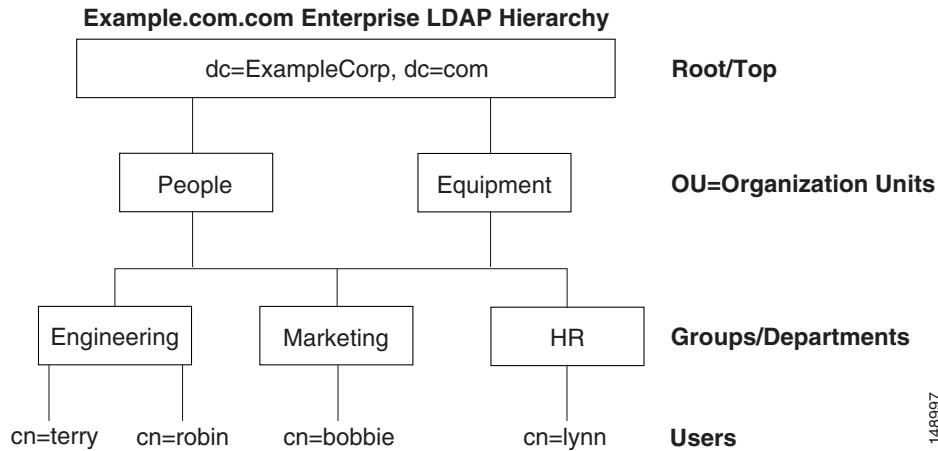 Example.com.com Enterprise LDAP Hierarchy
dc=ExampleCorp, dc=com
Root/Top
People
Equipment
OU=Organization Units
Engineering
Marketing
HR
Groups/Departments
cn=terry
cn=robin
cn=bobbie
cn=lynn
Users
148997